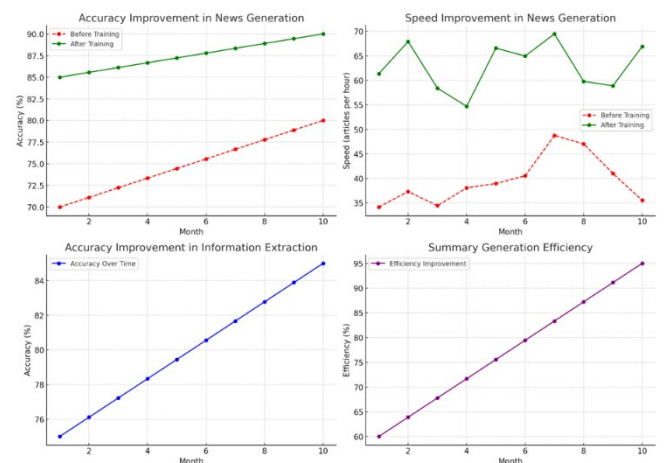 Accuracy Improvement in News Generation
Before Training
After Training
Accuracy (%)
90.0
87.5
85.0
82.5
80.0
77.5
75.0
72.5
70.0
2
4
6
8
10
Month
Speed Improvement in News Generation
Before Training
After Training
Speed (articles per hour)
70
65
60
55
50
45
40
35
2
4
6
8
10
Month
Accuracy Improvement in Information Extraction
Accuracy Over Time
Accuracy (%)
84
82
80
78
76
2
4
6
8
10
Month
Summary Generation Efficiency
Efficiency Improvement
Efficiency (%)
95
90
85
80
75
70
65
60
2
4
6
8
10
Month